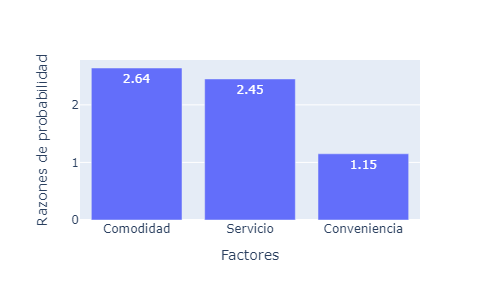 Razones de probabilidad
2
1
0
2.64
2.45
1.15
Comodidad
Servicio
Conveniencia
Factores